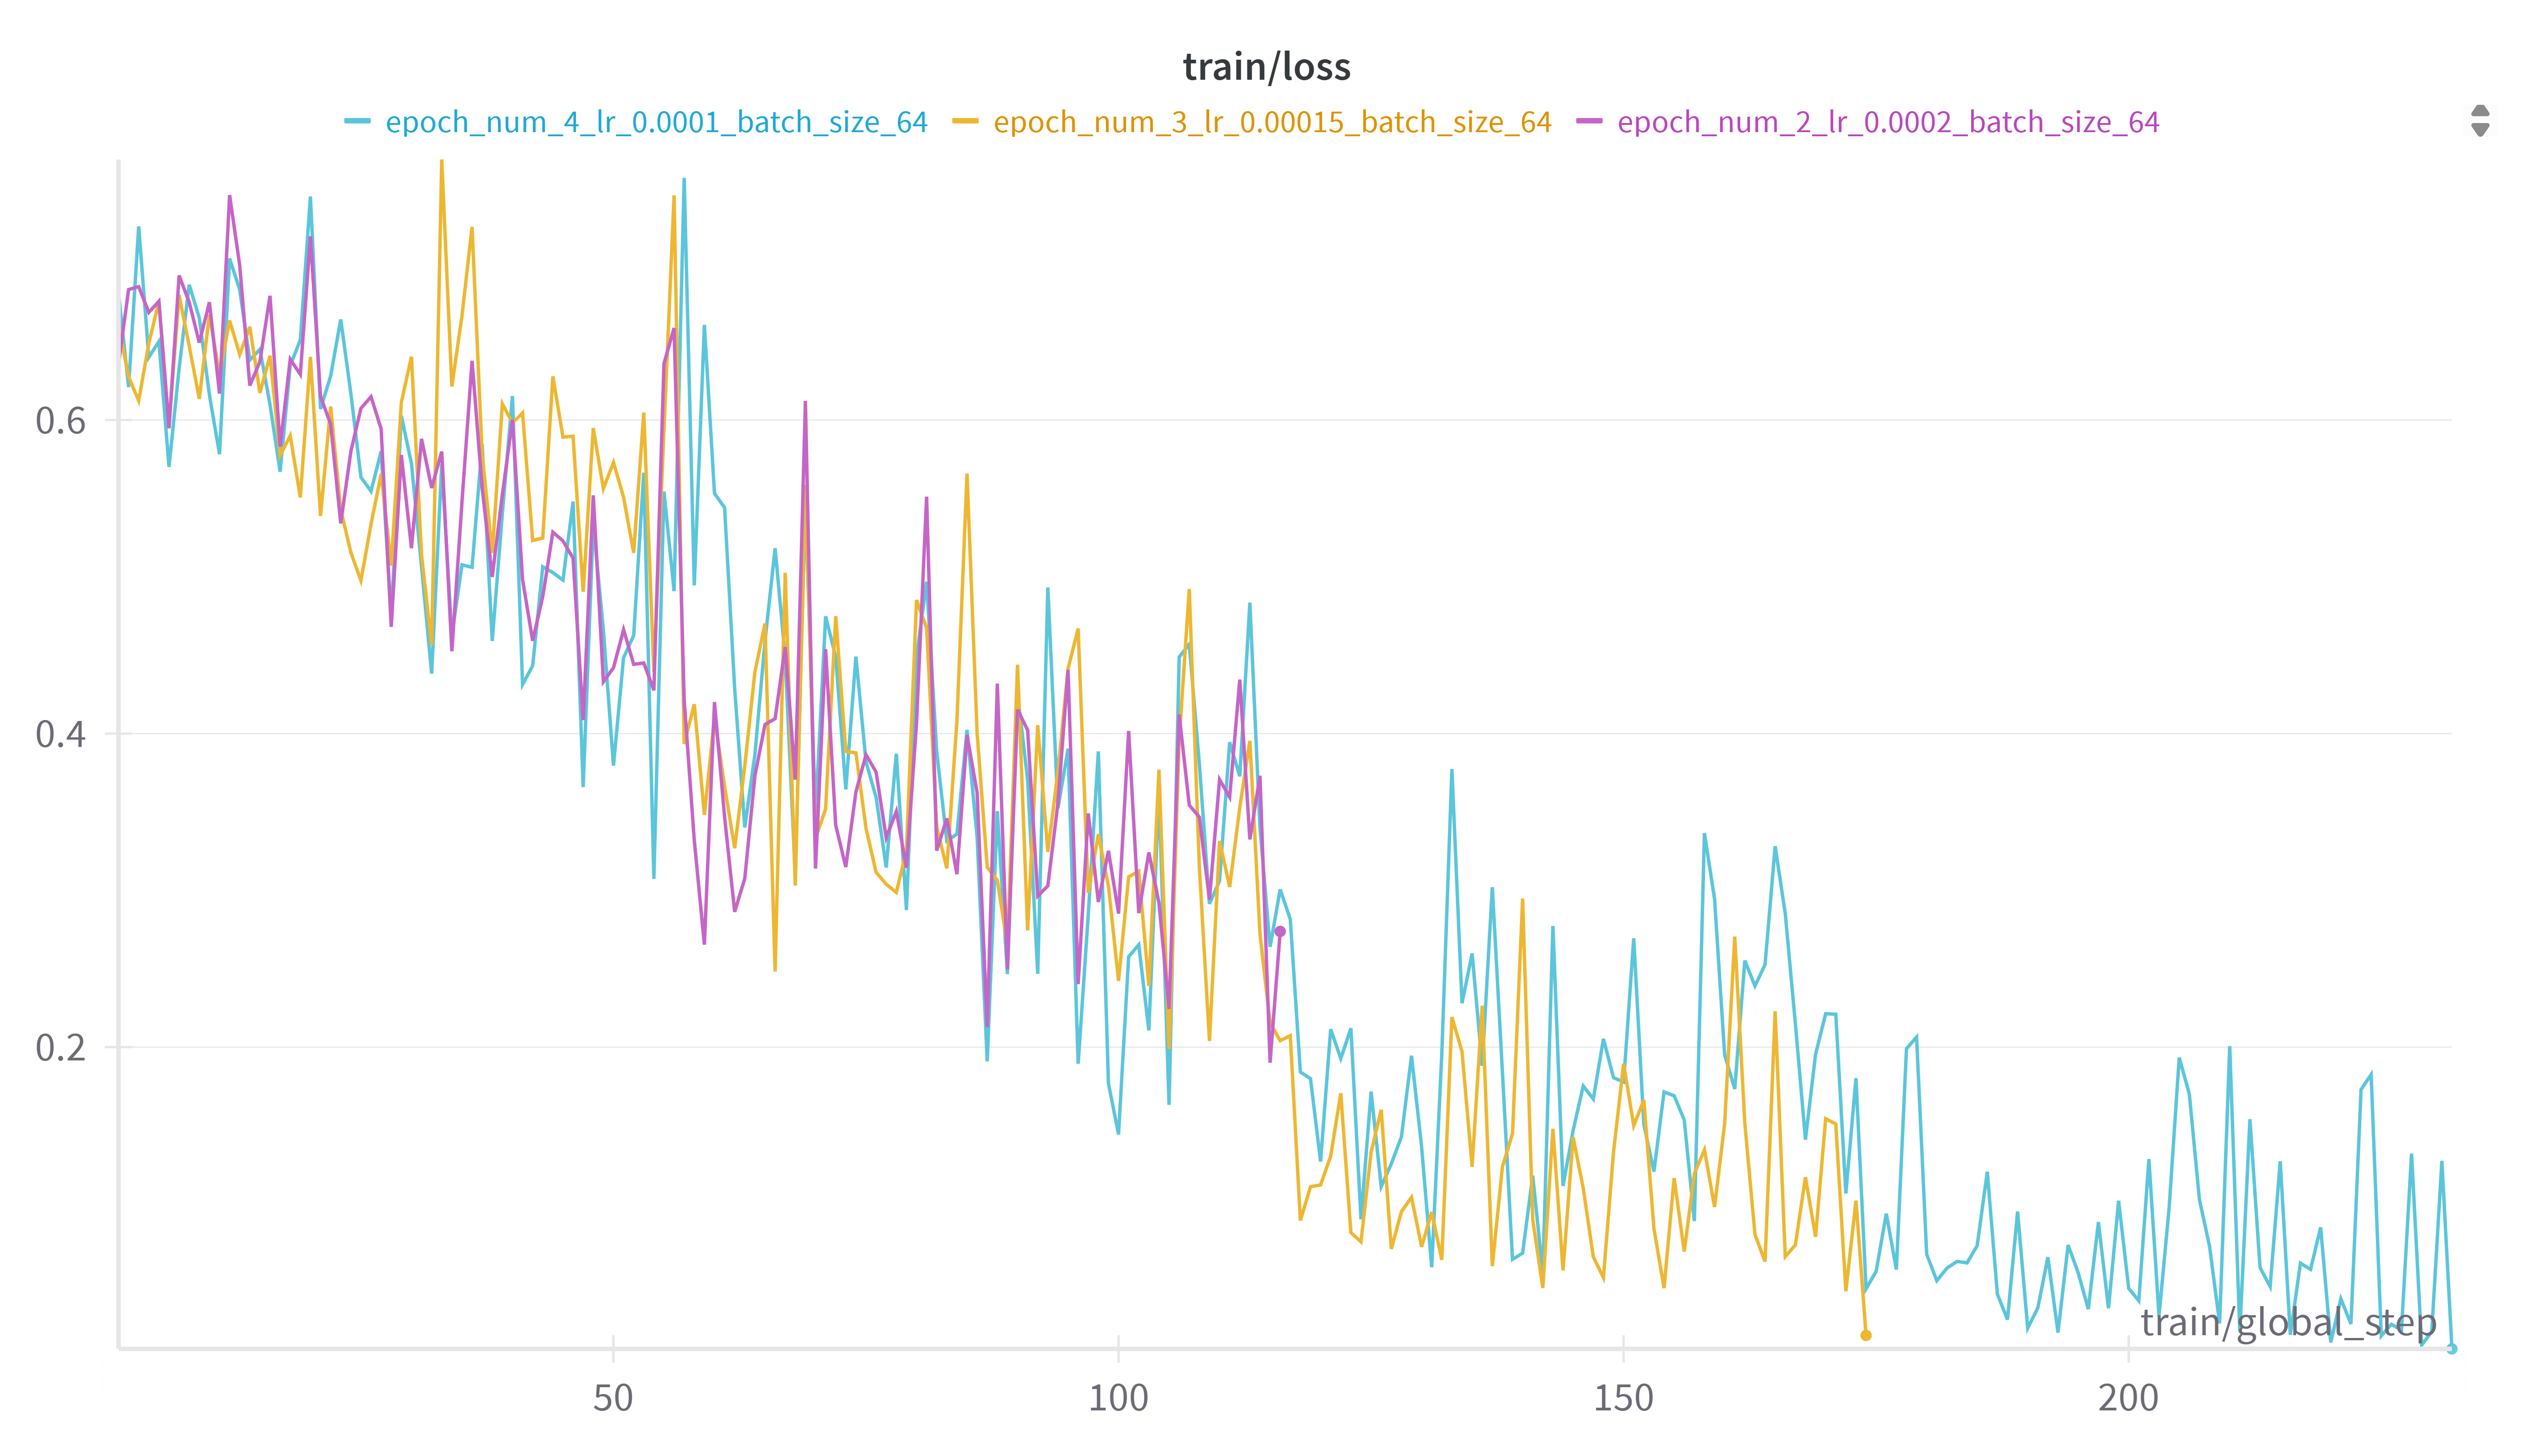 train/loss
epoch_num_4_lr_0.0001_batch_size_64 epoch_num_3_lr_0.00015_batch_size_64 epoch_num_2_lr_0.0002_batch_size_64
0.6
0.4
0.2
train/global_step
50 100 150 200